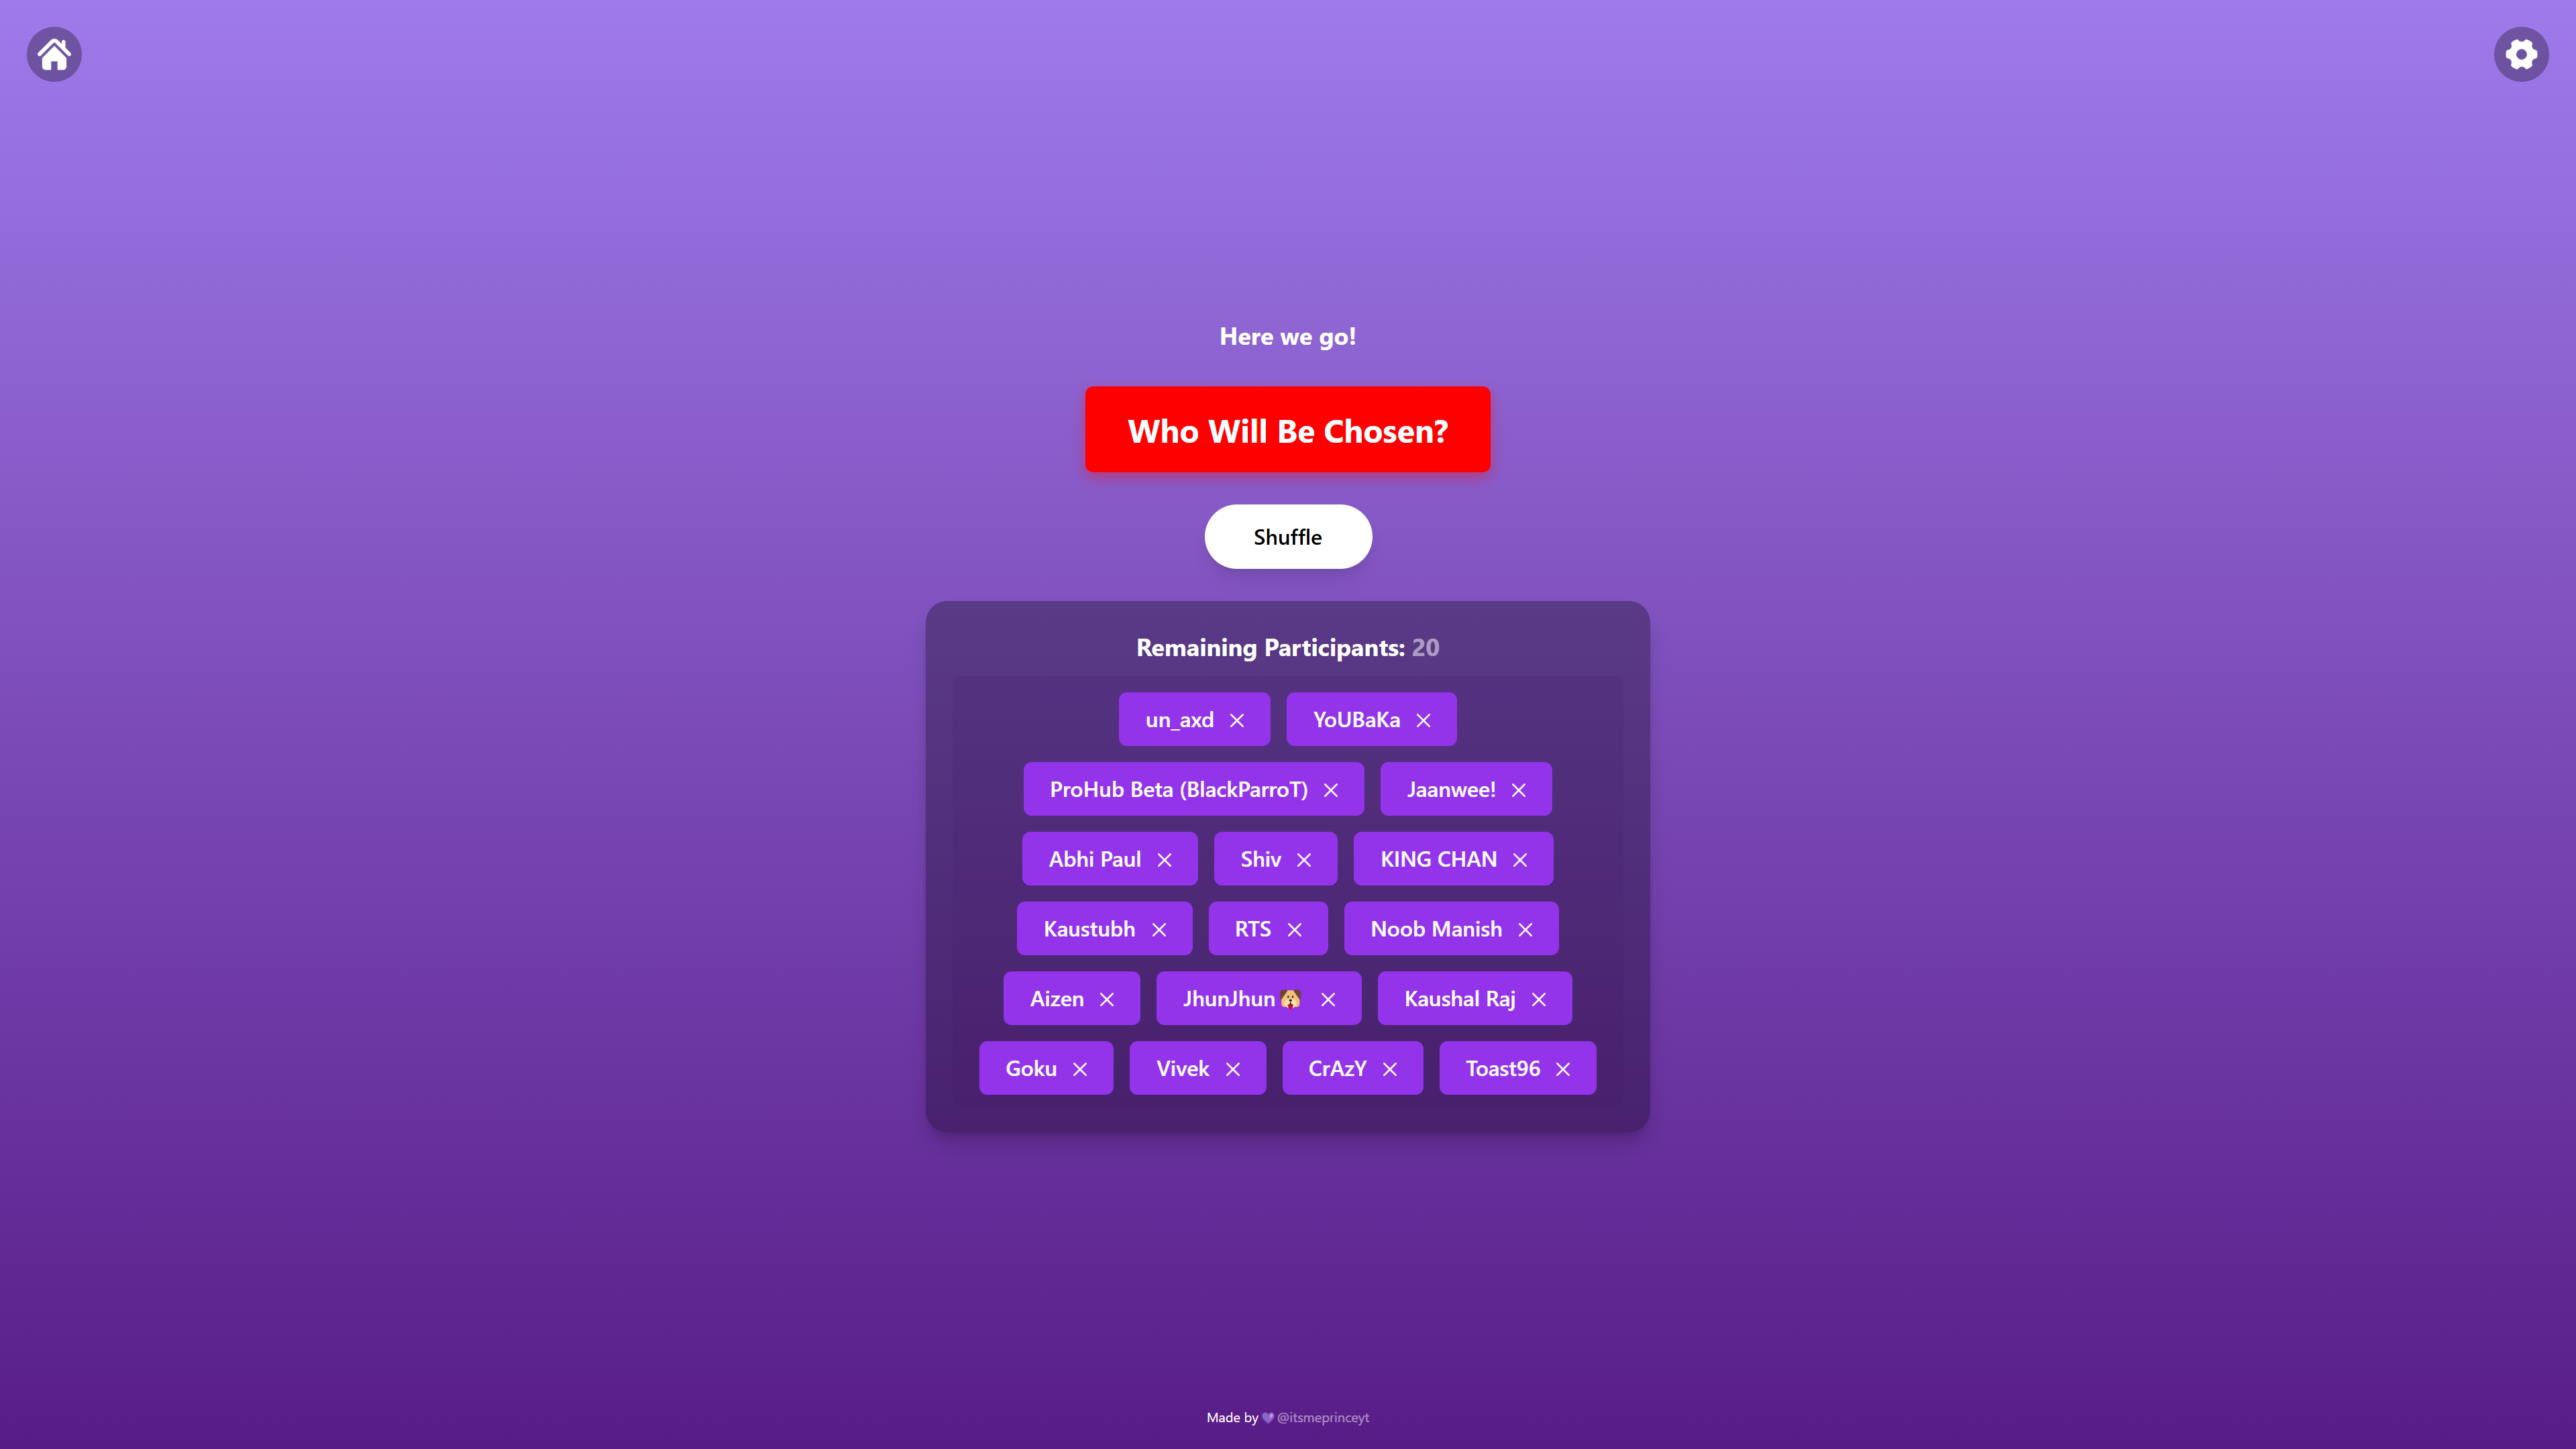 Here we go!
Who Will Be Chosen?
Shuffle
Remaining Participants: 20
un_axd YoUBaKa
ProHub Beta (BlackParroT) Jaanwee!
Abhi Paul Shiv KING CHAN
Kaustubh RTS Noob Manish
Aizen JhunJhun🐶 Kaushal Raj
Goku Vivek CrAzY Toast96
Made by 💜 @itsmeprinceyt